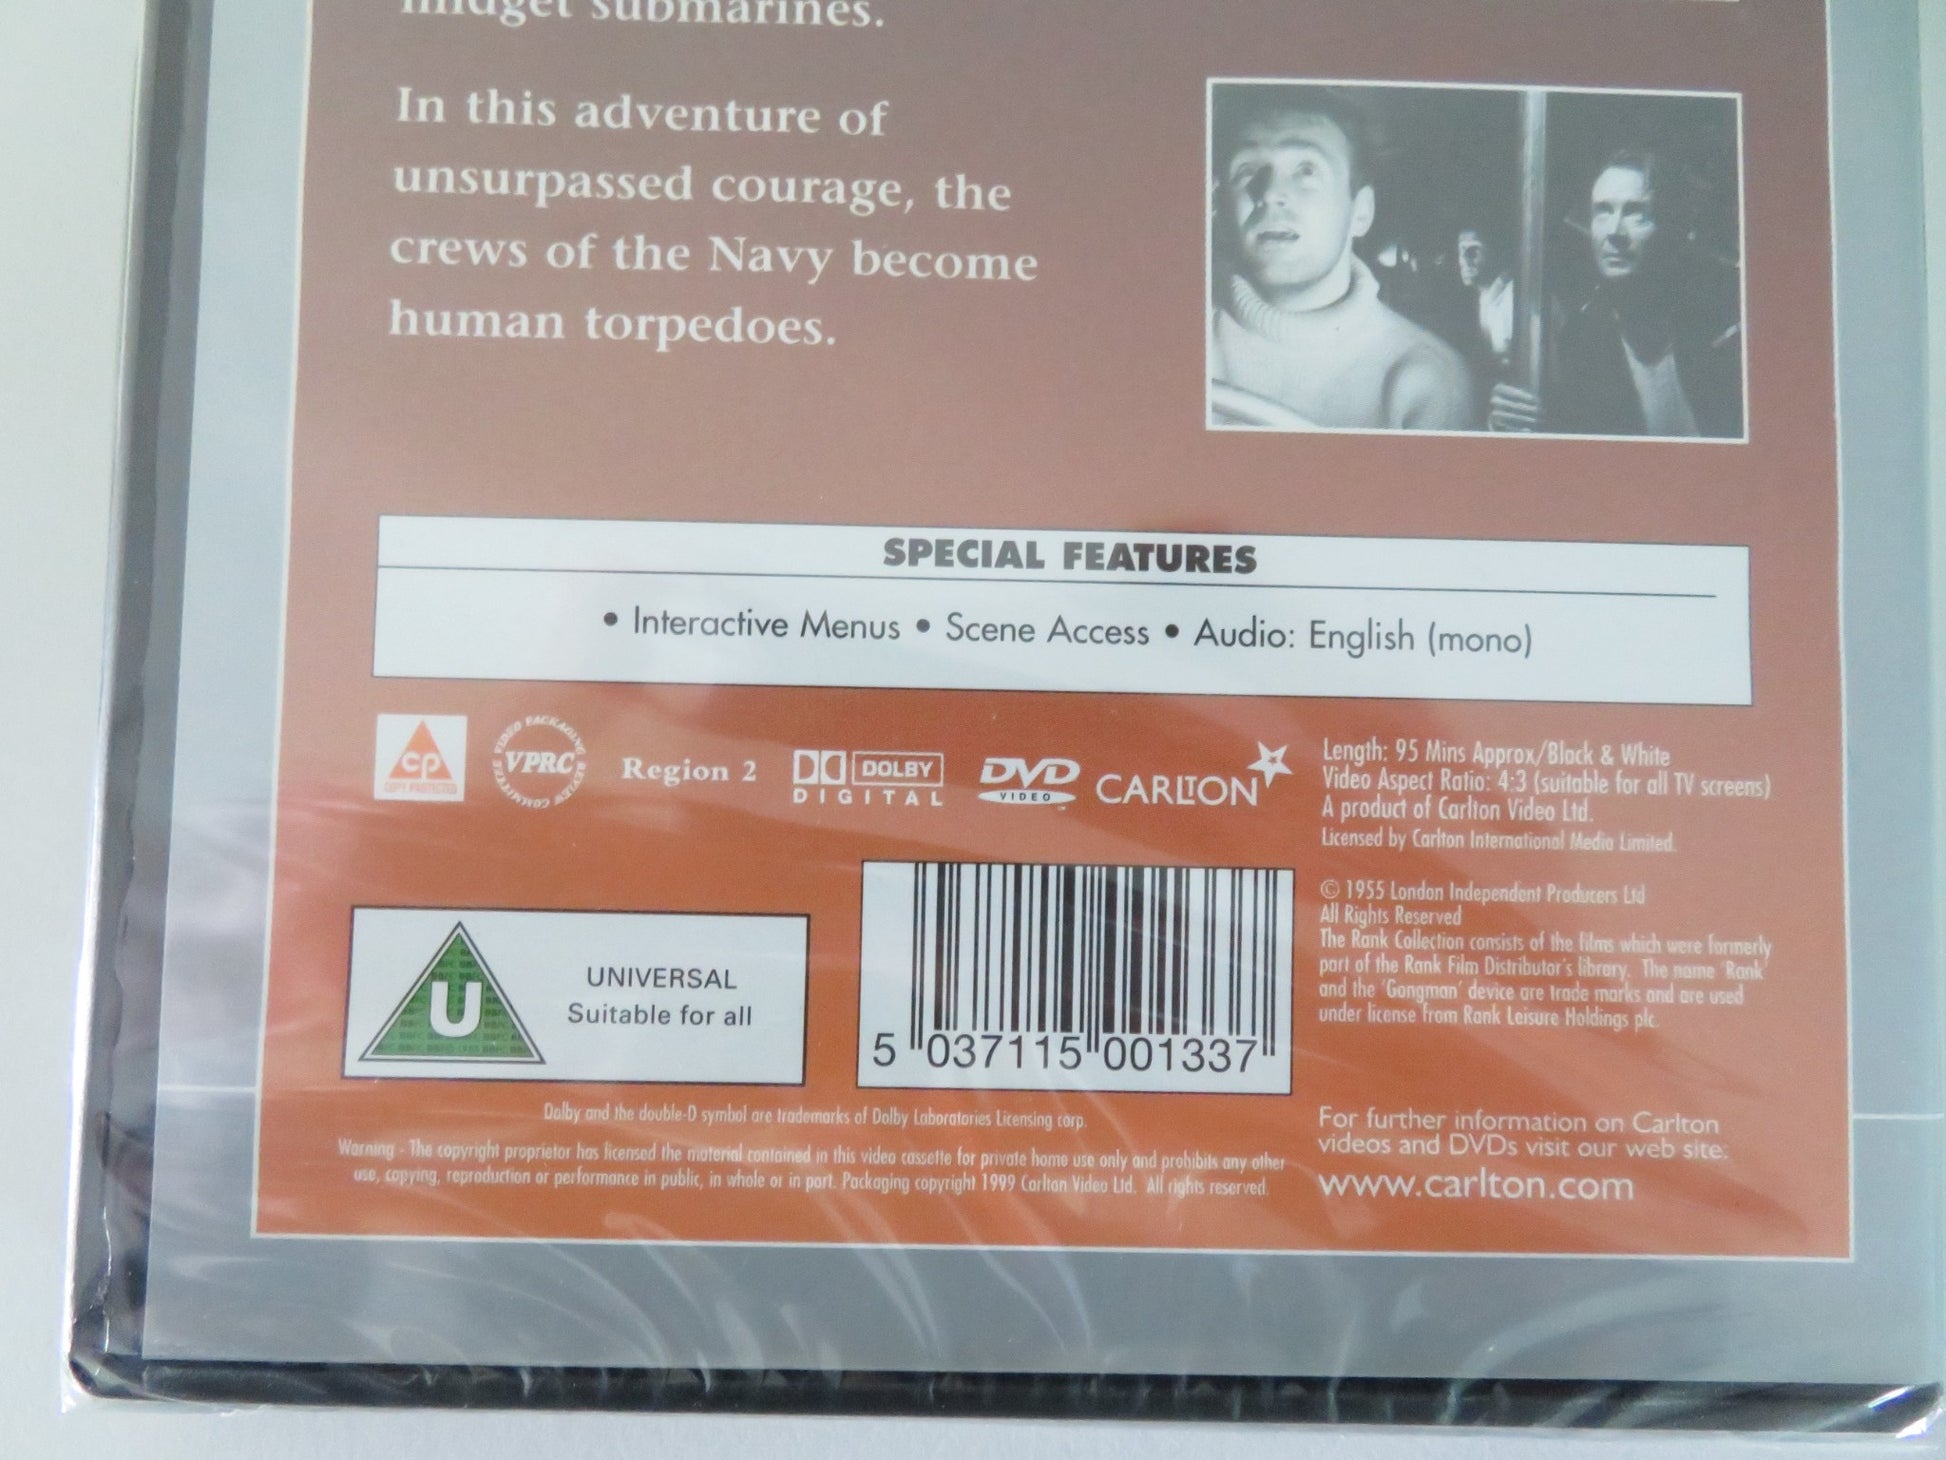 midget submarines.
In this adventure of
unsurpassed courage, the
crews of the Navy become
human torpedoes.
SPECIAL FEATURES
• Interactive Menus • Scene Access • Audio: English (mono)
CP
COPY PROTECTED
VIDEO PACKAGING REVIEW COMMITTEE
VPRC
Region 2
DOLBY
DIGITAL
DVD
VIDEO
CARLTON
Length: 95 Mins Approx/Black & White
Video Aspect Ratio: 4:3 (suitable for all TV screens)
A product of Carlton Video Ltd.
Licensed by Carlton International Media Limited.
© 1955 London Independent Producers Ltd
All Rights Reserved
The Rank Collection consists of the films which were formerly
part of the Rank Film Distributor's library. The name 'Rank'
and the 'Gongman' device are trade marks and are used
under license from Rank Leisure Holdings plc.
U
UNIVERSAL
Suitable for all
5 037115 001337
Dolby and the double-D symbol are trademarks of Dolby Laboratories Licensing corp.
Warning - The copyright proprietor has licensed the material contained in this video cassette for private home use only and prohibits any other
use, copying, reproduction or performance in public, in whole or in part. Packaging copyright 1999 Carlton Video Ltd. All rights reserved.
For further information on Carlton
videos and DVDs visit our web site:
www.carlton.com